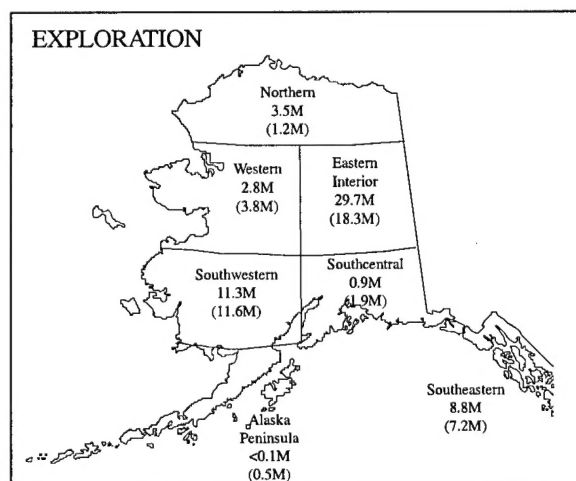 EXPLORATION
Northern
3.5M
(1.2M)
Western
2.8M
(3.8M)
Eastern
Interior
29.7M
(18.3M)
Southwestern
11.3M
(11.6M)
Southcentral
0.9M
(1.9M)
Southeastern
8.8M
(7.2M)
Alaska
Peninsula
<0.1M
(0.5M)